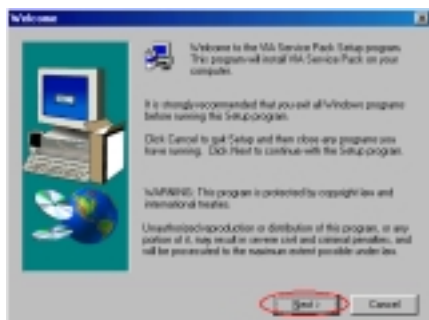 Welcome
Welcome to the VIA Service Pack Setup program.
This program will install VIA Service Pack on your
computer.
It is strongly recommended that you exit all Windows programs
before running this Setup program.
Click Cancel to quit Setup and then close any programs you
have running. Click Next to continue with the Setup program.
WARNING: This program is protected by copyright law and
international treaties.
Unauthorized reproduction or distribution of this program, or any
portion of it, may result in severe civil and criminal penalties, and
will be prosecuted to the maximum extent possible under law.
Next >
Cancel